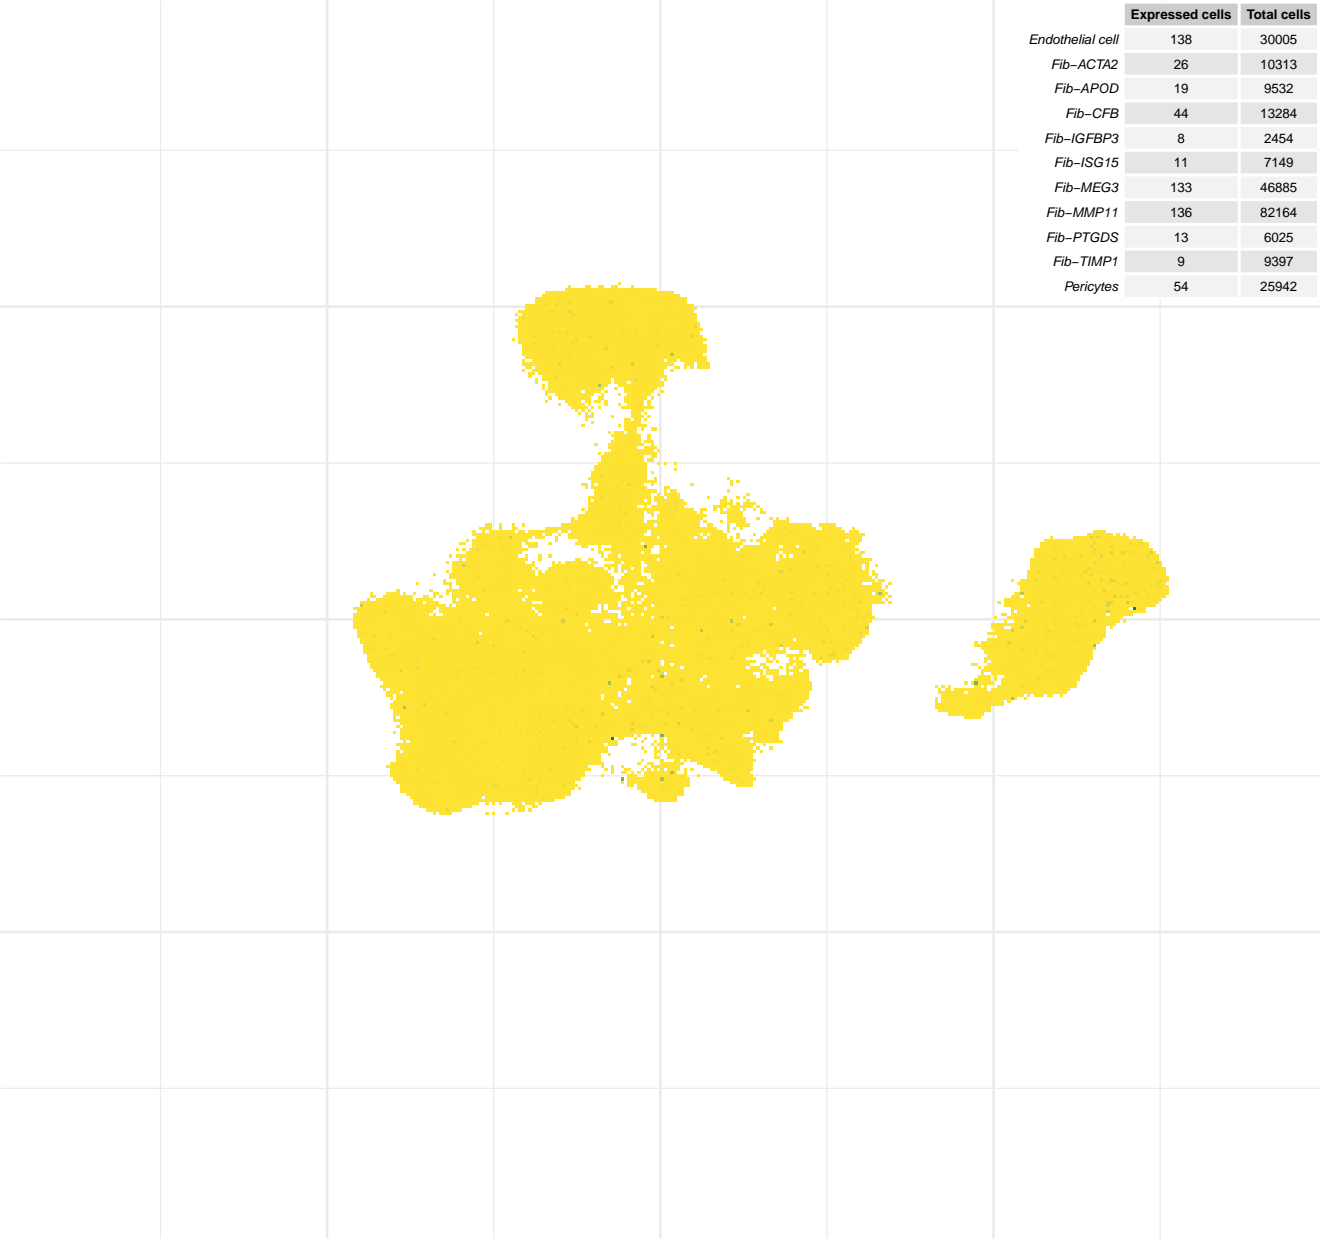 Expressed cells Total cells
Endothelial cell 138 30005
Fib−ACTA2 26 10313
Fib−APOD 19 9532
Fib−CFB 44 13284
Fib−IGFBP3 8 2454
Fib−ISG15 11 7149
Fib−MEG3 133 46885
Fib−MMP11 136 82164
Fib−PTGDS 13 6025
Fib−TIMP1 9 9397
Pericytes 54 25942